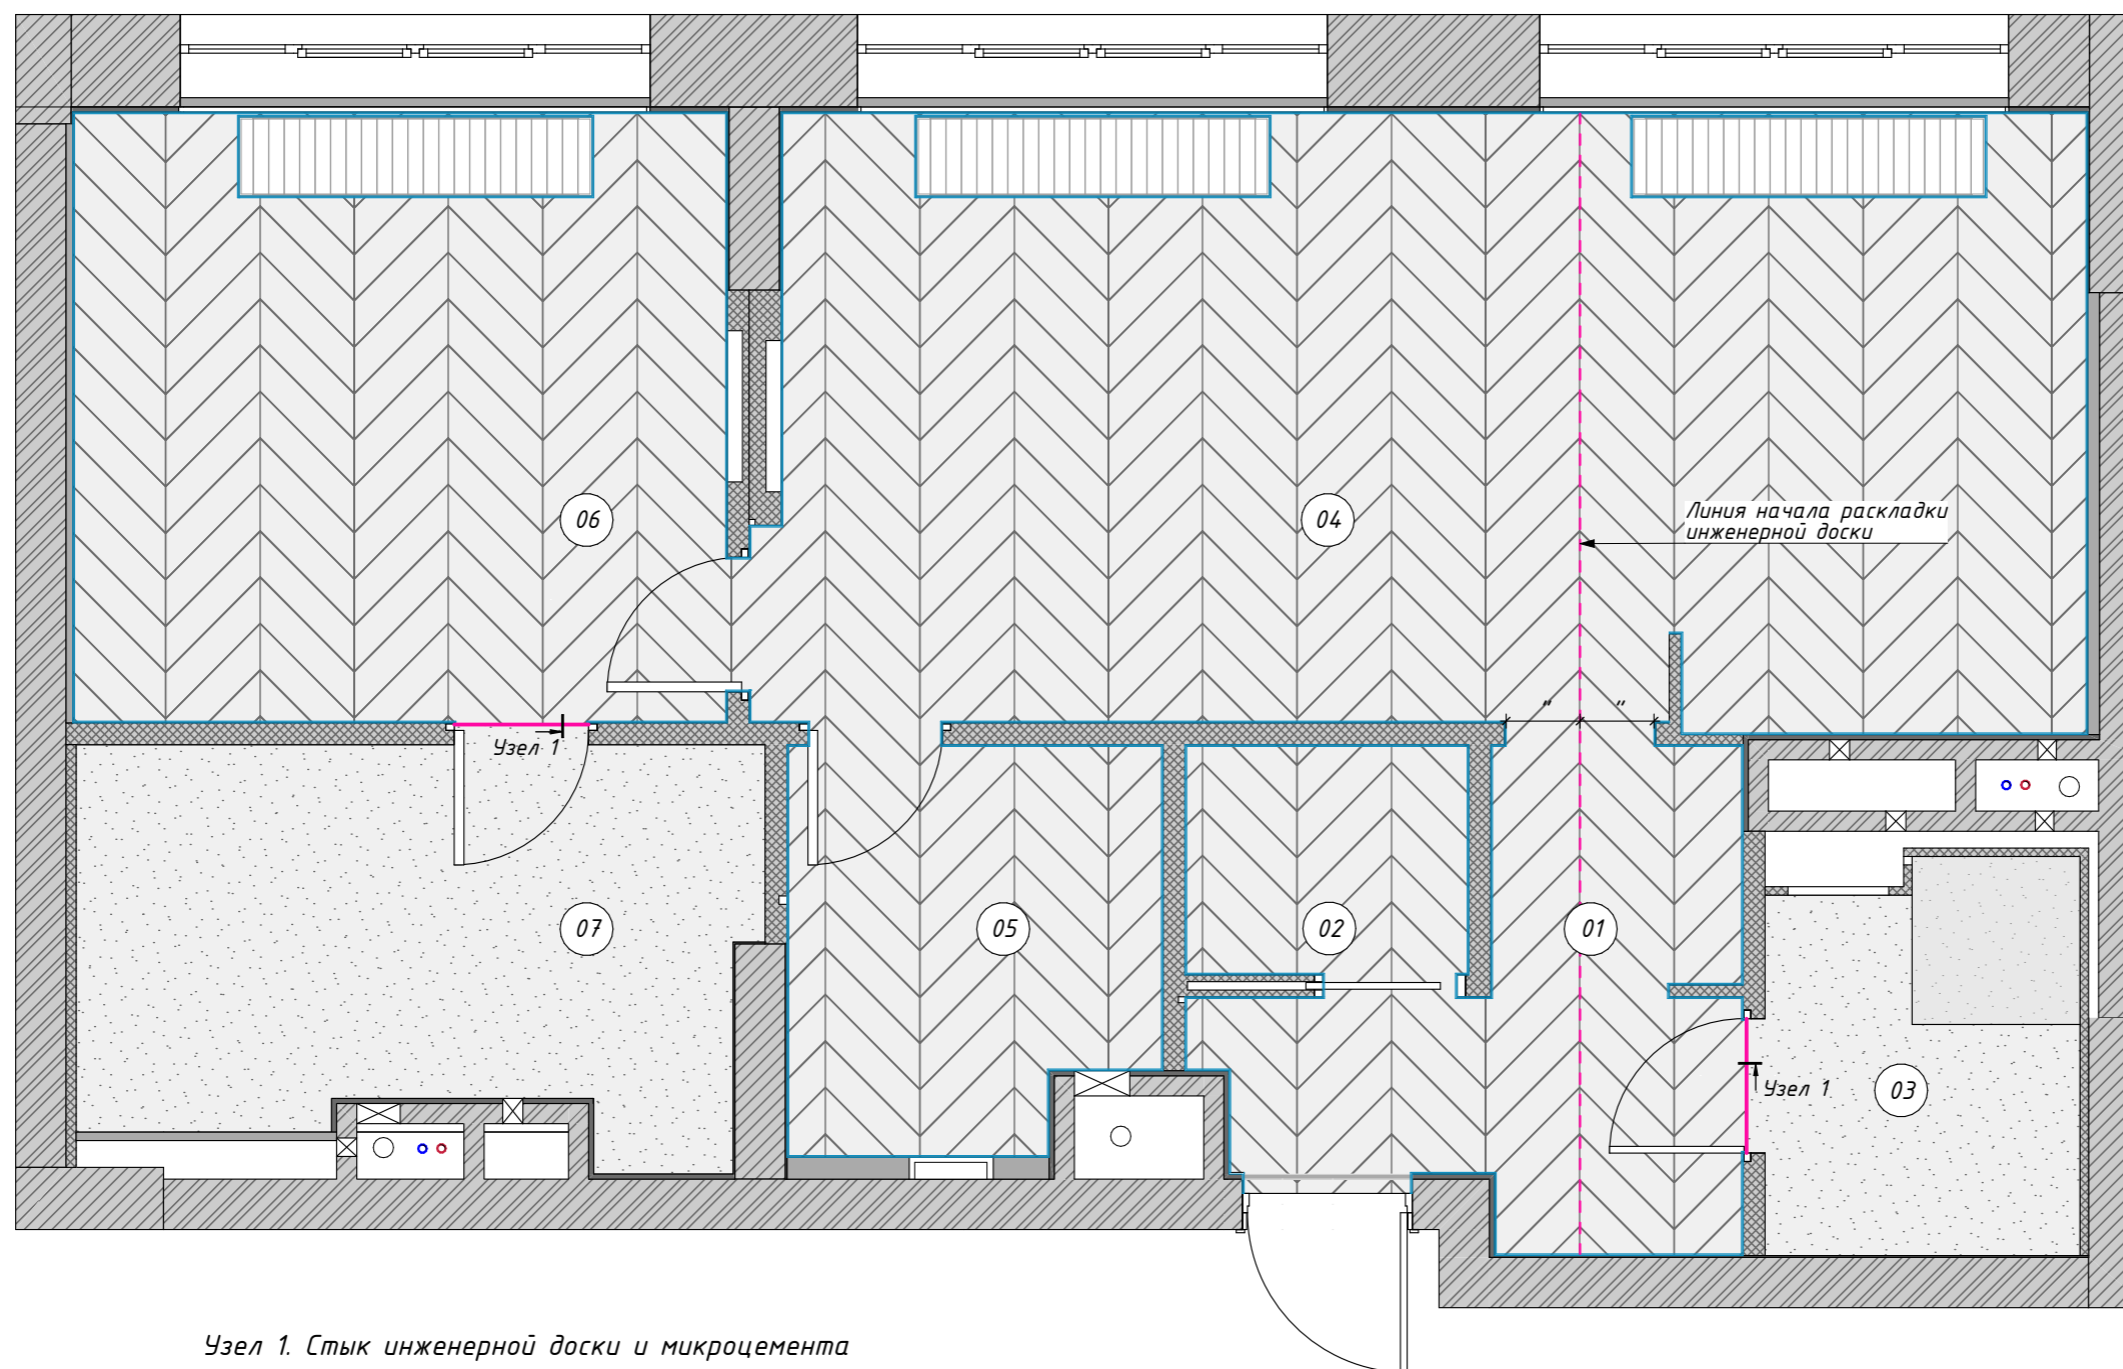 06
04
Линия начала раскладки
инженерной доски
" "
Узел 1
07
05
02
01
Узел 1
03
Узел 1. Стык инженерной доски и микроцемента